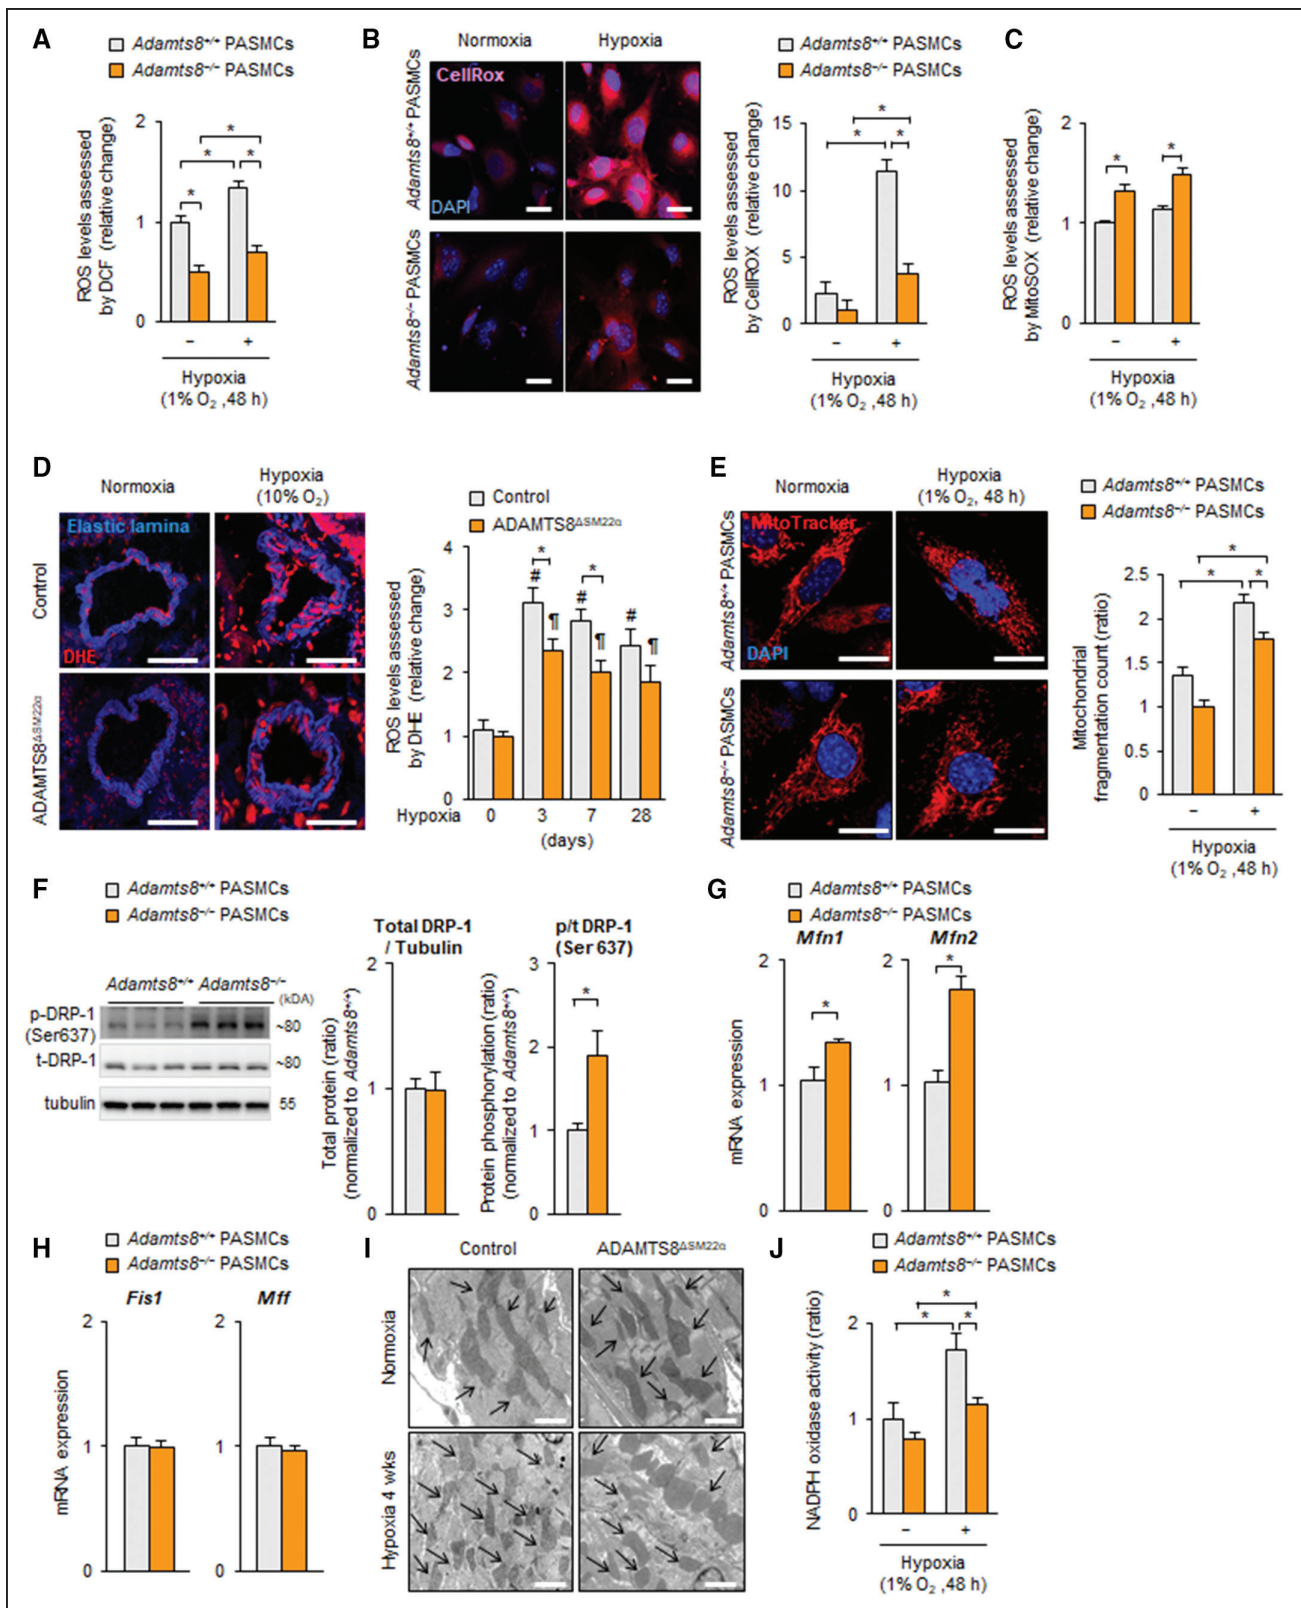 A
Adamts8+/+ PASMCs
Adamts8−/− PASMCs
ROS levels assessed
by DCF (relative change)
2
1
0
*
*
*
*
− +
Hypoxia
(1% O2 ,48 h)
B
Normoxia Hypoxia
Adamts8+/+ PASMCs
Adamts8−/− PASMCs
CellRox
DAPI
Adamts8+/+ PASMCs
Adamts8−/− PASMCs
ROS levels assessed
by CellROX (relative change)
15
10
5
0
*
*
*
− +
Hypoxia
(1% O2 ,48 h)
C
ROS levels assessed
by MitoSOX (relative change)
2
1
0
*
*
− +
Hypoxia
(1% O2 ,48 h)
D
Normoxia
Hypoxia
(10% O2)
Control
ADAMTS8ΔSM22α
Elastic lamina
DHE
Control
ADAMTS8ΔSM22α
ROS levels assessed
by DHE (relative change)
4
3
2
1
0
*
*
# # #
¶ ¶ ¶
Hypoxia 0 3 7 28
(days)
E
Normoxia
Hypoxia
(1% O2, 48 h)
Adamts8+/+ PASMCs
Adamts8−/− PASMCs
MitoTracker
DAPI
Adamts8+/+ PASMCs
Adamts8−/− PASMCs
Mitochondrial
fragmentation count (ratio)
2.5
2
1.5
1
0.5
0
*
*
*
− +
Hypoxia
(1% O2 ,48 h)
F
Adamts8+/+ PASMCs
Adamts8−/− PASMCs
Adamts8+/+ Adamts8−/−
(kDA)
p-DRP-1
(Ser637)
~80
t-DRP-1
~80
tubulin
55
Total DRP-1
/ Tubulin
Total protein (ratio)
(normalized to Adamts8+/+)
2
1
0
p/t DRP-1
(Ser 637)
Protein phosphorylation (ratio)
(normalized to Adamts8+/+)
3
2
1
0
*
G
Adamts8+/+ PASMCs
Adamts8−/− PASMCs
Mfn1 Mfn2
mRNA expression
2
1
0
*
2
1
0
*
H
Adamts8+/+ PASMCs
Adamts8−/− PASMCs
Fis1 Mff
mRNA expression
2
1
0
2
1
0
I
Control ADAMTS8ΔSM22α
Normoxia
Hypoxia 4 wks
J
Adamts8+/+ PASMCs
Adamts8−/− PASMCs
NADPH oxidase activity (ratio)
2
1
0
*
*
*
− +
Hypoxia
(1% O2 ,48 h)